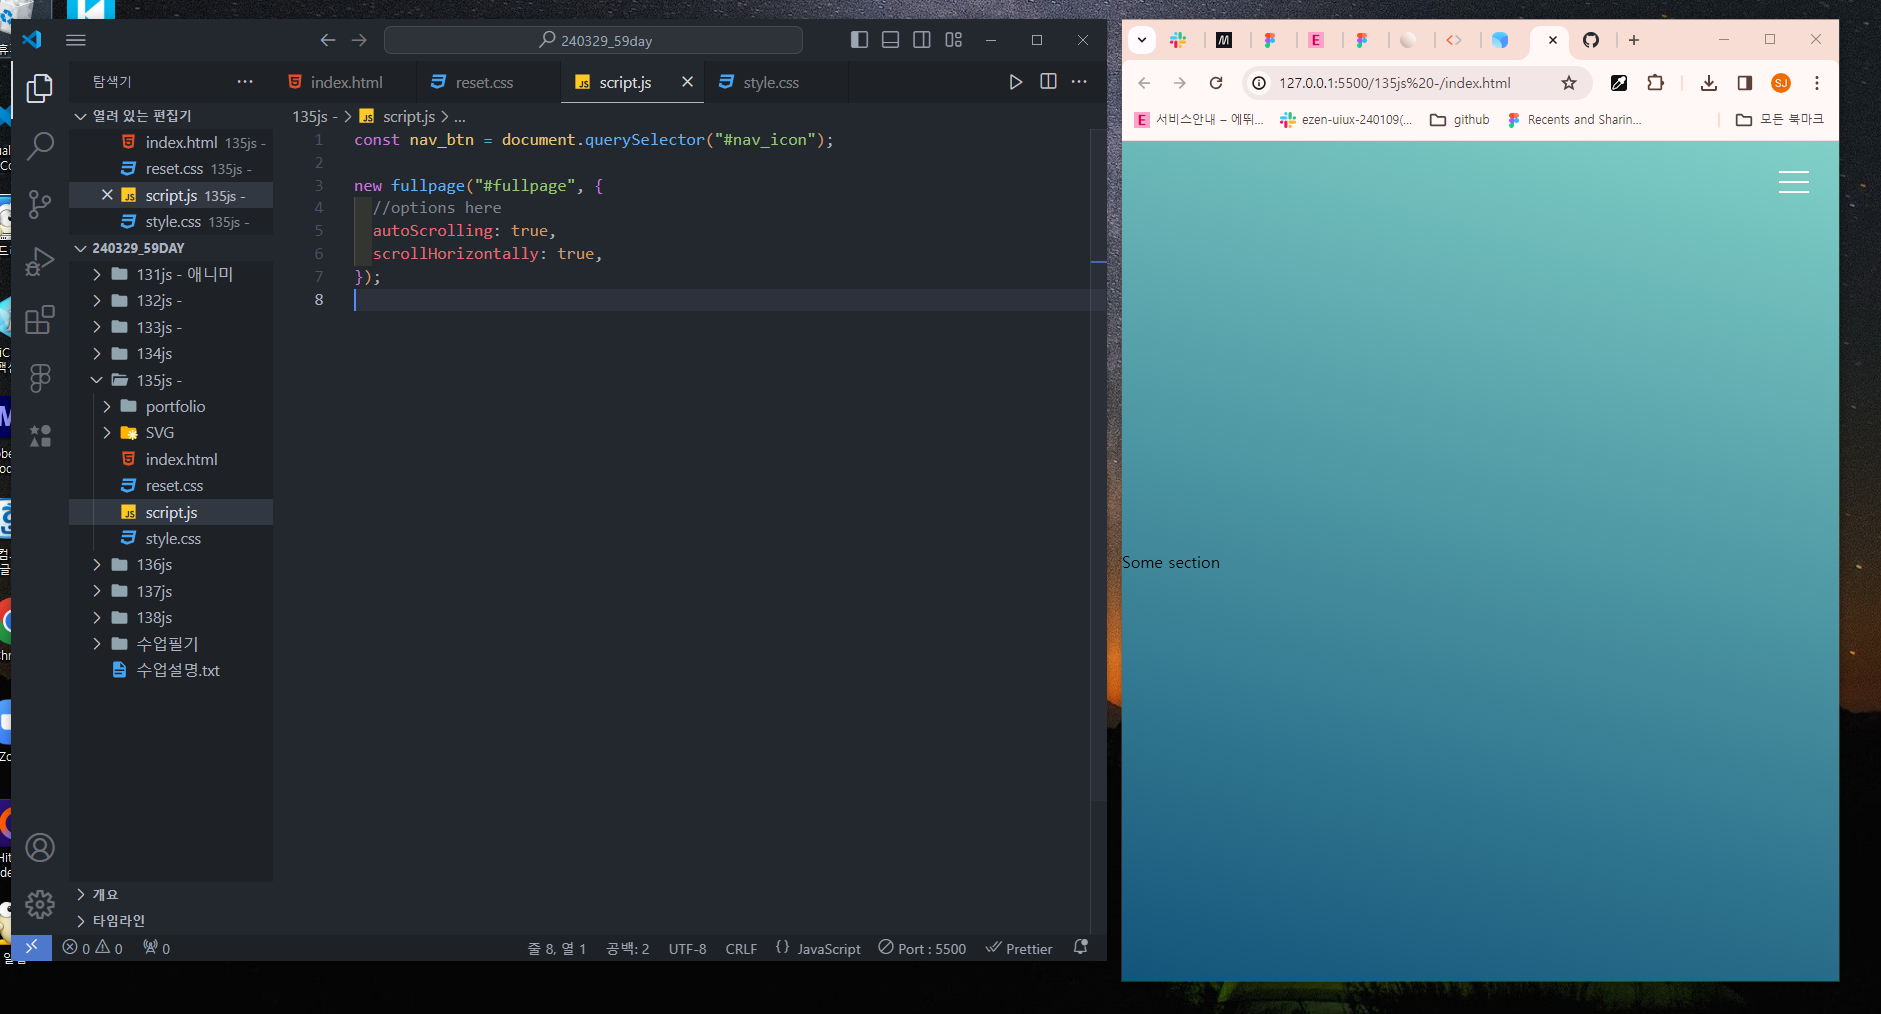 240329_59day
탐색기
index.html
reset.css
script.js
style.css
열려 있는 편집기
index.html 135js -
reset.css 135js -
script.js 135js -
style.css 135js -
240329_59DAY
131js - 애니미
132js -
133js -
134js
135js -
portfolio
SVG
index.html
reset.css
script.js
style.css
136js
137js
138js
수업필기
수업설명.txt
개요
타임라인
135js - > script.js > ...
1 const nav_btn = document.querySelector("#nav_icon");
2
3 new fullpage("#fullpage", {
4 //options here
5 autoScrolling: true,
6 scrollHorizontally: true,
7 });
8
0 0 0
줄 8, 열 1 공백: 2 UTF-8 CRLF {} JavaScript Port : 5500 Prettier
127.0.0.1:5500/135js%20-/index.html
SJ
서비스안내 – 에뛰... ezen-uiux-240109(... github Recents and Sharin... 모든 북마크
Some section